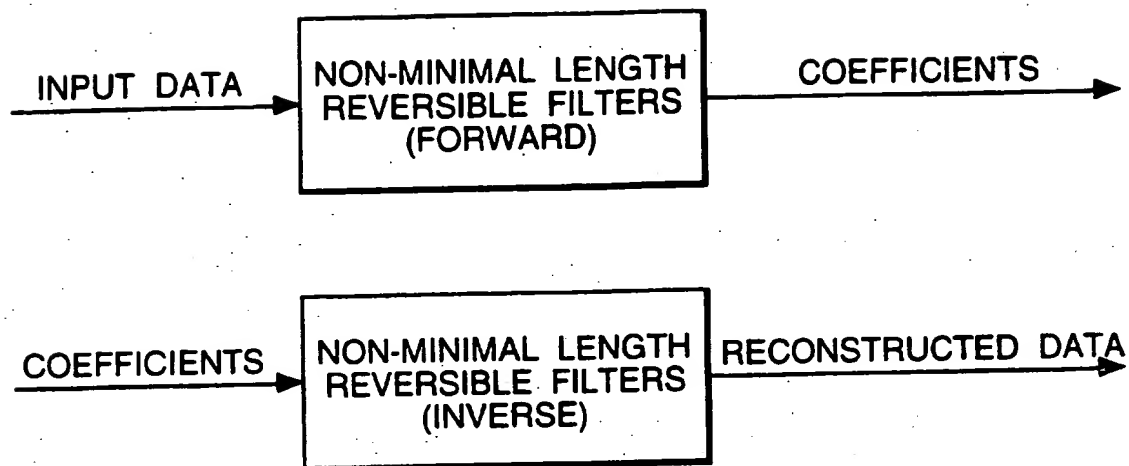 INPUT DATA
NON-MINIMAL LENGTH
REVERSIBLE FILTERS
(FORWARD)
COEFFICIENTS
COEFFICIENTS
NON-MINIMAL LENGTH
REVERSIBLE FILTERS
(INVERSE)
RECONSTRUCTED DATA